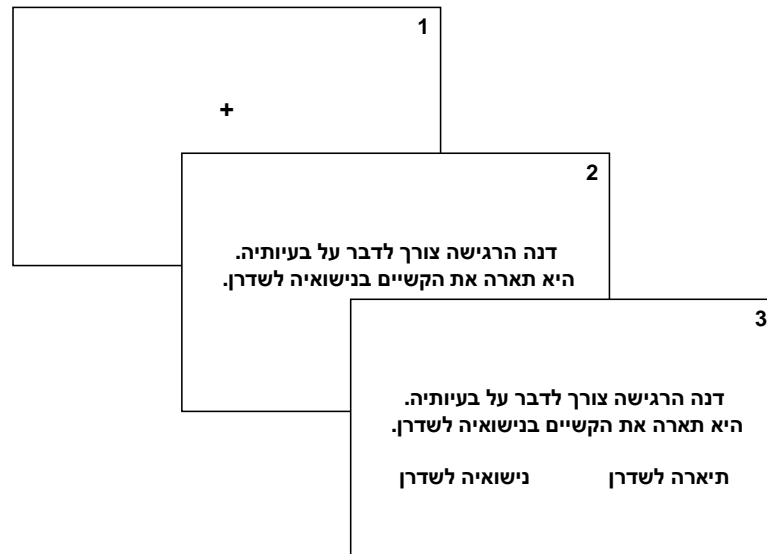 1
+
2
דנה הרגישה צורך לדבר על בעיותיה.
היא תארה את הקשיים בנישואיה לשדרן.
3
דנה הרגישה צורך לדבר על בעיותיה.
היא תארה את הקשיים בנישואיה לשדרן.
תיארה לשדרן נישואיה לשדרן